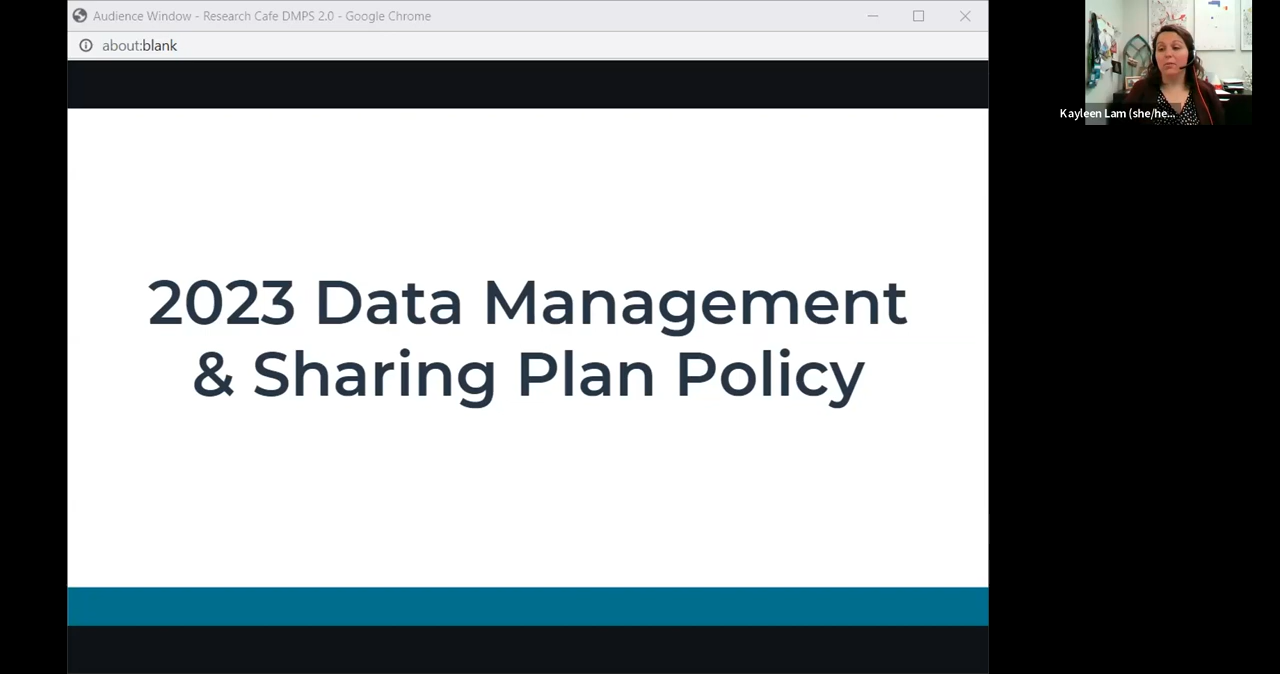 Audience Window - Research Cafe DMPS 2.0 - Google Chrome
about:blank
Kayleen Lam (she/he...
2023 Data Management
& Sharing Plan Policy